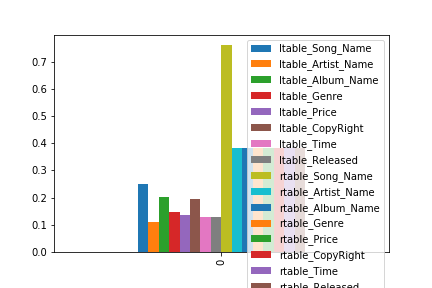 0.7
0.6
0.5
0.4
0.3
0.2
0.1
0.0
0
ltable_Song_Name
ltable_Artist_Name
ltable_Album_Name
ltable_Genre
ltable_Price
ltable_CopyRight
ltable_Time
ltable_Released
rtable_Song_Name
rtable_Artist_Name
rtable_Album_Name
rtable_Genre
rtable_Price
rtable_CopyRight
rtable_Time
rtable_Released